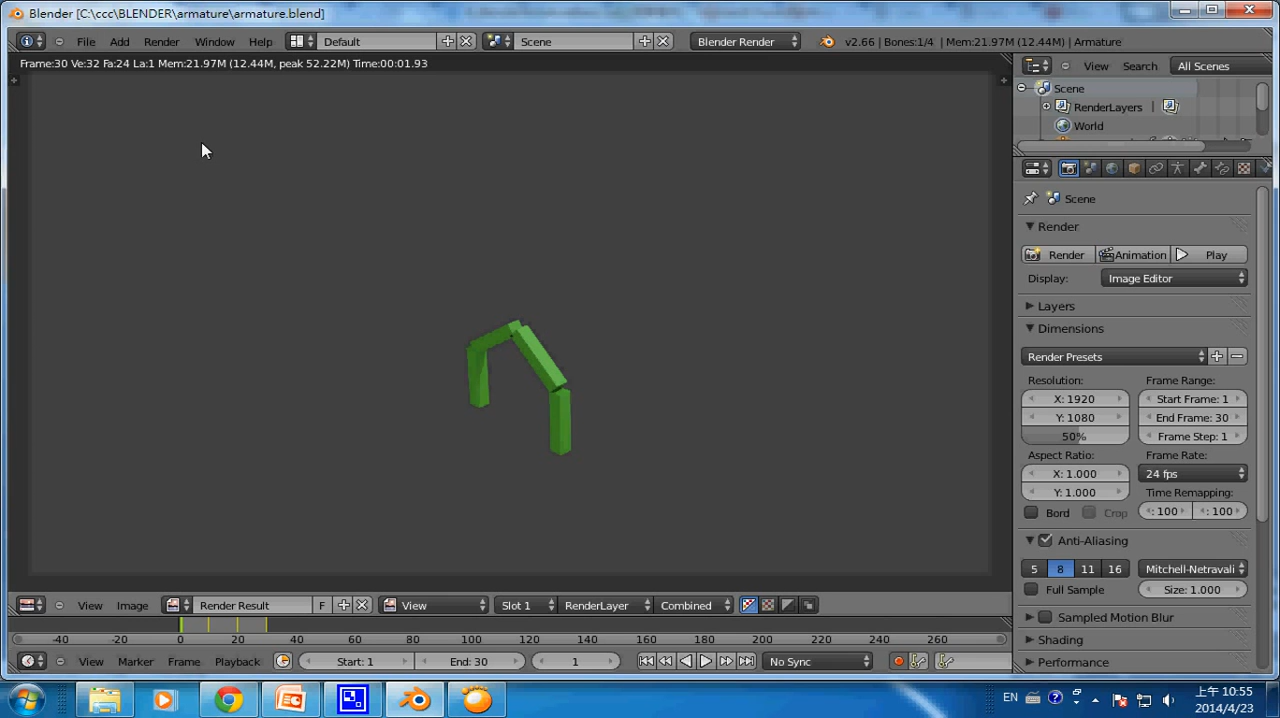 Blender [C:\ccc\BLENDER\armature\armature.blend]
File Add Render Window Help Default Scene Blender Render v2.66 | Bones:1/4 | Mem:21.97M (12.44M) | Armature
Frame:30 Ve:32 Fa:24 La:1 Mem:21.97M (12.44M, peak 52.22M) Time:00:01.93
View Search All Scenes
Scene
RenderLayers
World
Scene
Render
Render Animation Play
Display: Image Editor
Layers
Dimensions
Render Presets
Resolution: Frame Range:
X: 1920 Start Frame: 1
Y: 1080 End Frame: 30
50% Frame Step: 1
Aspect Ratio: Frame Rate:
X: 1.000 24 fps
Y: 1.000 Time Remapping:
Bord Crop : 100 : 100
Anti-Aliasing
5 8 11 16 Mitchell-Netravali
Full Sample Size: 1.000
Sampled Motion Blur
Shading
Performance
View Image Render Result F View Slot 1 RenderLayer Combined
-40 -20 0 20 40 60 80 100 120 140 160 180 200 220 240 260
View Marker Frame Playback Start: 1 End: 30 1 No Sync
EN 上午 10:55
2014/4/23